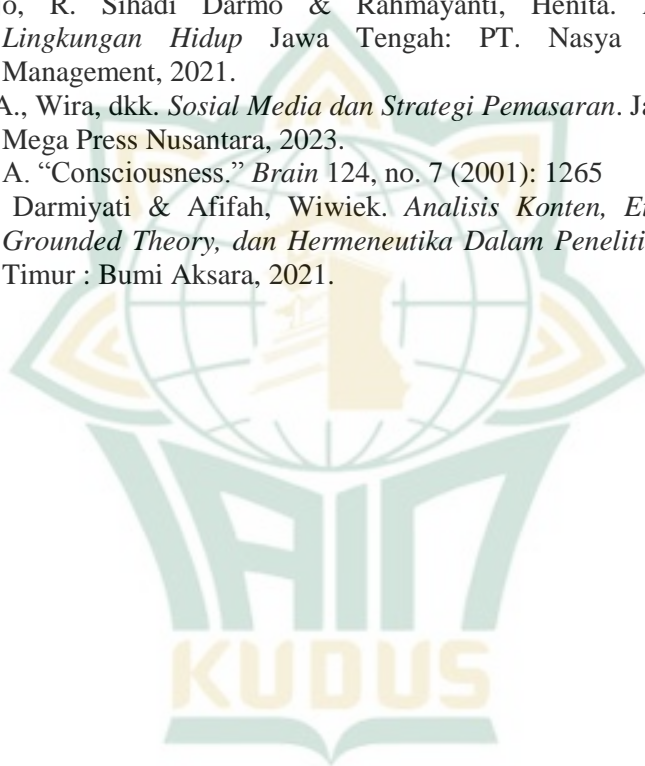 o, R. Sihadi Darmo & Rahmayanti, Henita.
Lingkungan Hidup Jawa Tengah: PT. Nasya
Management, 2021.
A., Wira, dkk. Sosial Media dan Strategi Pemasaran. Ja
Mega Press Nusantara, 2023.
A. “Consciousness.” Brain 124, no. 7 (2001): 1265
Darmiyati & Afifah, Wiwiek. Analisis Konten, E
Grounded Theory, dan Hermeneutika Dalam Peneliti
Timur : Bumi Aksara, 2021.
IAIN
KUDUS